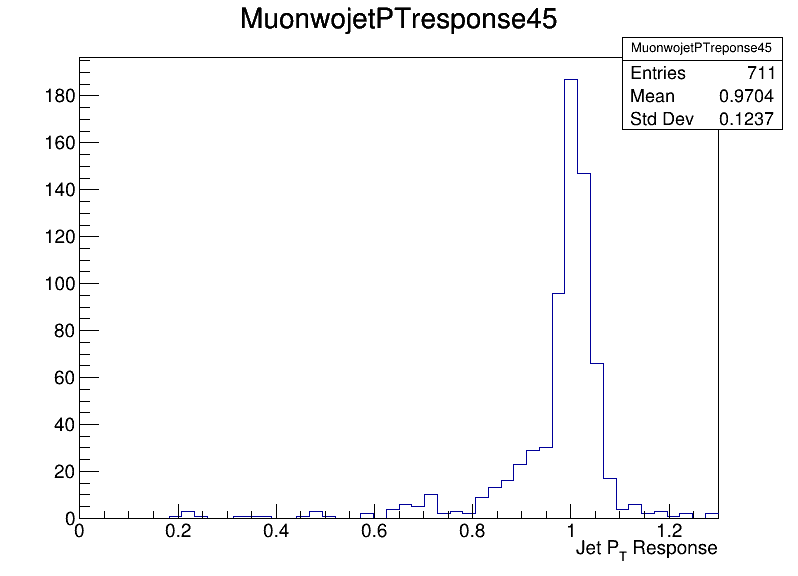 MuonwojetPTresponse45
MuonwojetPTreponse45
Entries 711
Mean 0.9704
Std Dev 0.1237
180
160
140
120
100
80
60
40
20
0
0 0.2 0.4 0.6 0.8 1 1.2
Jet P_T Response